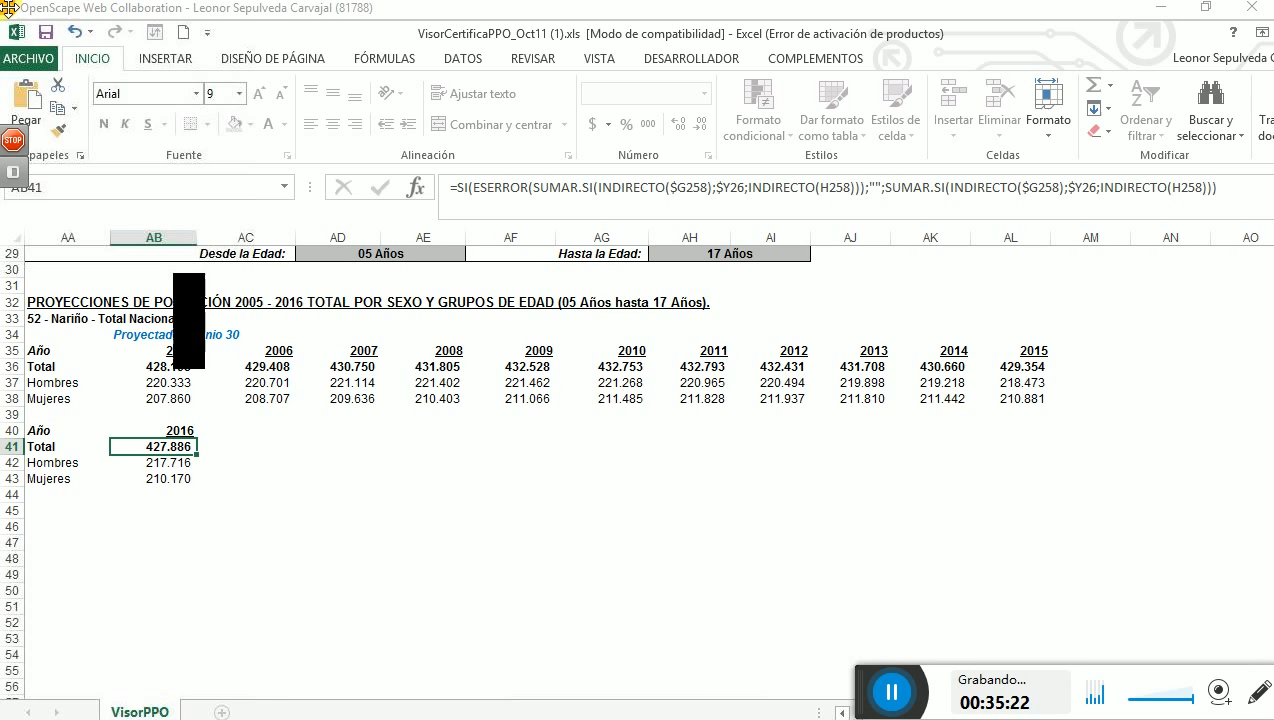 OpenScape Web Collaboration - Leonor Sepulveda Carvajal (81788)
VisorCertificaPPO_Oct11 (1).xls [Modo de compatibilidad] - Excel (Error de activación de productos)
ARCHIVO INICIO INSERTAR DISEÑO DE PÁGINA FÓRMULAS DATOS REVISAR VISTA DESARROLLADOR COMPLEMENTOS Leonor Sepulveda C
Arial 9 Ajustar texto
Pegar N K S A Combinar y centrar $ % 000 Formato condicional Dar formato como tabla Estilos de celda Insertar Eliminar Formato Ordenar y filtrar Buscar y seleccionar
STOP
papeles Fuente Alineación Número Estilos Celdas Modificar
AB41 fx =SI(ESERROR(SUMAR.SI(INDIRECTO($G258);$Y26;INDIRECTO(H258)));"";SUMAR.SI(INDIRECTO($G258);$Y26;INDIRECTO(H258)))
AA AB AC AD AE AF AG AH AI AJ AK AL AM AN AO
29 Desde la Edad: 05 Años Hasta la Edad: 17 Años
30
31
32 PROYECCIONES DE PO CIÓN 2005 - 2016 TOTAL POR SEXO Y GRUPOS DE EDAD (05 Años hasta 17 Años).
33 52 - Nariño - Total Naciona
34 Proyectad nio 30
35 Año 2006 2007 2008 2009 2010 2011 2012 2013 2014 2015
36 Total 428. 429.408 430.750 431.805 432.528 432.753 432.793 432.431 431.708 430.660 429.354
37 Hombres 220.333 220.701 221.114 221.402 221.462 221.268 220.965 220.494 219.898 219.218 218.473
38 Mujeres 207.860 208.707 209.636 210.403 211.066 211.485 211.828 211.937 211.810 211.442 210.881
39
40 Año 2016
41 Total 427.886
42 Hombres 217.716
43 Mujeres 210.170
44
45
46
47
48
49
50
51
52
53
54
55
56
Grabando...
00:35:22
VisorPPO